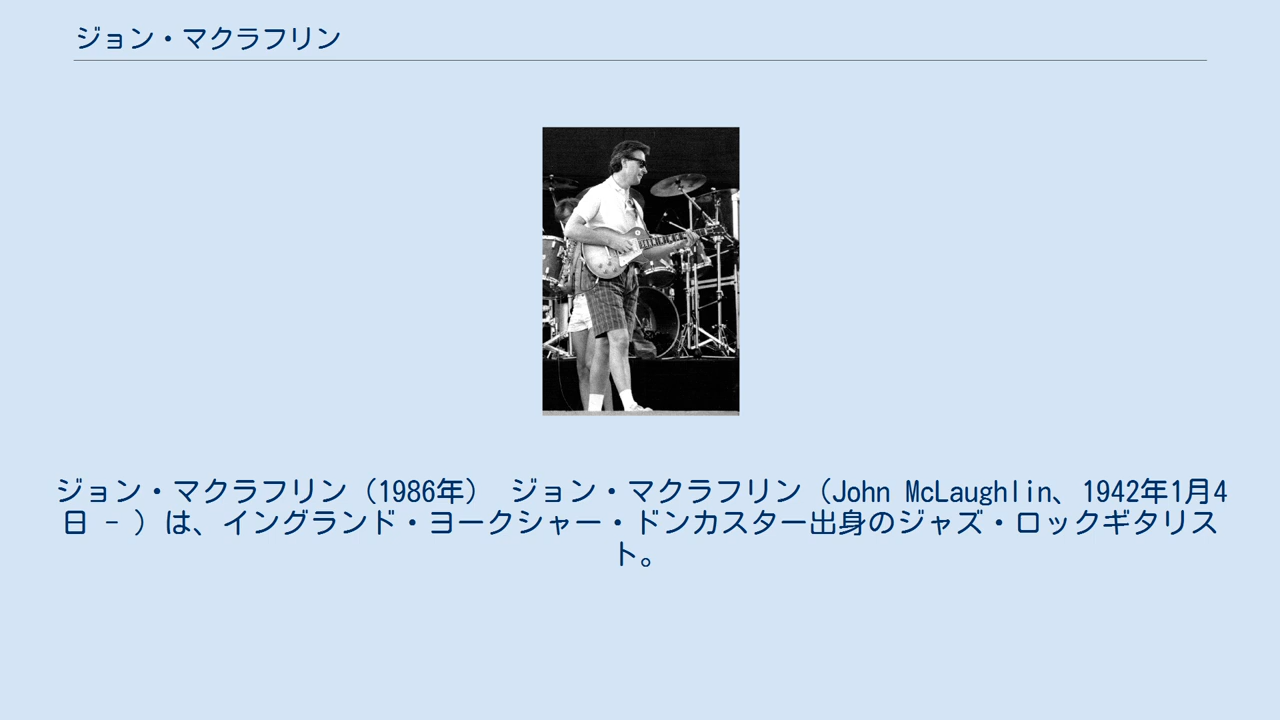 ジョン・マクラフリン
ジョン・マクラフリン（1986年） ジョン・マクラフリン（John McLaughlin、1942年1月4
日 - ）は、イングランド・ヨークシャー・ドンカスター出身のジャズ・ロックギタリス
ト。